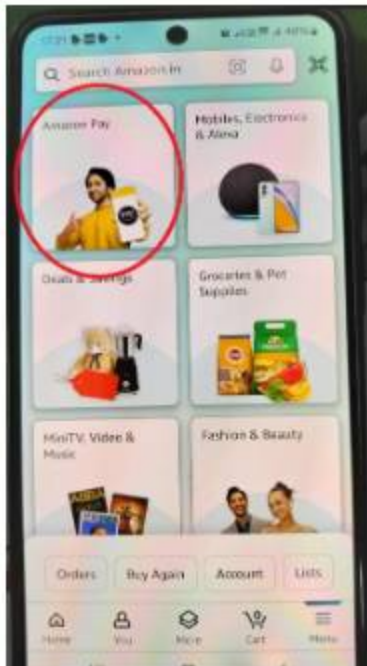 Search Amazon.in
Amazon Pay
Mobiles, Electronics
& Alexa
Deals & Savings
Groceries & Pet
Supplies
MiniTV, Video &
Music
Fashion & Beauty
Orders
Buy Again
Account
Lists
Home
You
More
Cart
Menu